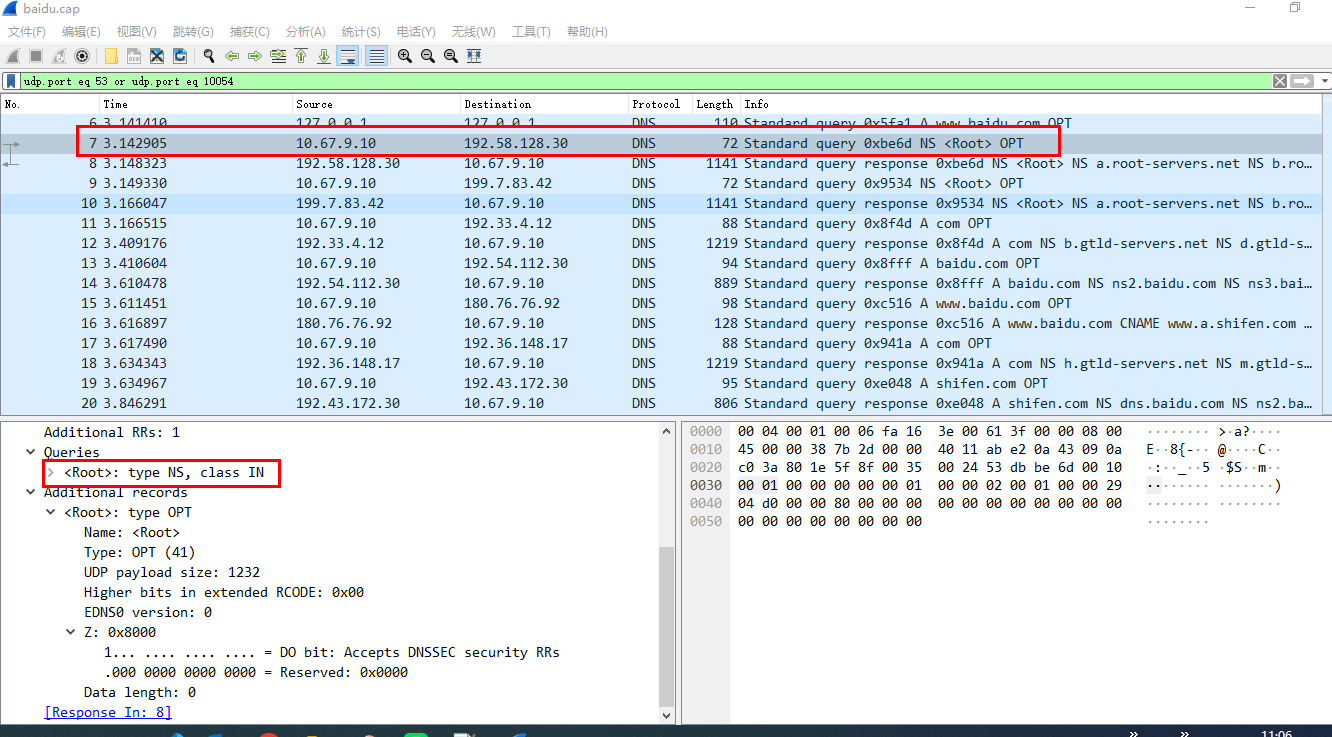 baidu.cap
文件(F) 编辑(E) 视图(V) 跳转(G) 捕获(C) 分析(A) 统计(S) 电话(Y) 无线(W) 工具(T) 帮助(H)
udp.port eq 53 or udp.port eq 10054
No. Time Source Destination Protocol Length Info
6 3.141410 127.0.0.1 127.0.0.1 DNS 110 Standard query 0x5fa1 A www.baidu.com OPT
7 3.142905 10.67.9.10 192.58.128.30 DNS 72 Standard query 0xbe6d NS <Root> OPT
8 3.148323 192.58.128.30 10.67.9.10 DNS 1141 Standard query response 0xbe6d NS <Root> NS a.root-servers.net NS b.ro…
9 3.149330 10.67.9.10 199.7.83.42 DNS 72 Standard query 0x9534 NS <Root> OPT
10 3.166047 199.7.83.42 10.67.9.10 DNS 1141 Standard query response 0x9534 NS <Root> NS a.root-servers.net NS b.ro…
11 3.166515 10.67.9.10 192.33.4.12 DNS 88 Standard query 0x8f4d A com OPT
12 3.409176 192.33.4.12 10.67.9.10 DNS 1219 Standard query response 0x8f4d A com NS b.gtld-servers.net NS d.gtld-s…
13 3.410604 10.67.9.10 192.54.112.30 DNS 94 Standard query 0x8fff A baidu.com OPT
14 3.610478 192.54.112.30 10.67.9.10 DNS 889 Standard query response 0x8fff A baidu.com NS ns2.baidu.com NS ns3.bai…
15 3.611451 10.67.9.10 180.76.76.92 DNS 98 Standard query 0xc516 A www.baidu.com OPT
16 3.616897 180.76.76.92 10.67.9.10 DNS 128 Standard query response 0xc516 A www.baidu.com CNAME www.a.shifen.com …
17 3.617490 10.67.9.10 192.36.148.17 DNS 88 Standard query 0x941a A com OPT
18 3.634343 192.36.148.17 10.67.9.10 DNS 1219 Standard query response 0x941a A com NS h.gtld-servers.net NS m.gtld-s…
19 3.634967 10.67.9.10 192.43.172.30 DNS 95 Standard query 0xe048 A shifen.com OPT
20 3.846291 192.43.172.30 10.67.9.10 DNS 806 Standard query response 0xe048 A shifen.com NS dns.baidu.com NS ns2.ba…
Additional RRs: 1
Queries
<Root>: type NS, class IN
Additional records
<Root>: type OPT
Name: <Root>
Type: OPT (41)
UDP payload size: 1232
Higher bits in extended RCODE: 0x00
EDNS0 version: 0
Z: 0x8000
1... .... .... .... = DO bit: Accepts DNSSEC security RRs
.000 0000 0000 0000 = Reserved: 0x0000
Data length: 0
[Response In: 8]
0000 00 04 00 01 00 06 fa 16 3e 00 61 3f 00 00 08 00 ········ >·a?····
0010 45 00 00 38 7b 2d 00 00 40 11 ab e2 0a 43 09 0a E··8{-·· @····C··
0020 c0 3a 80 1e 5f 8f 00 35 00 24 53 db be 6d 00 10 ·:··_··5 ·$S··m··
0030 00 01 00 00 00 00 00 01 00 00 02 00 01 00 00 29 ········ ·······)
0040 04 d0 00 00 80 00 00 00 00 00 00 00 00 00 00 00 ········ ········
0050 00 00 00 00 00 00 00 00 ········
11:06